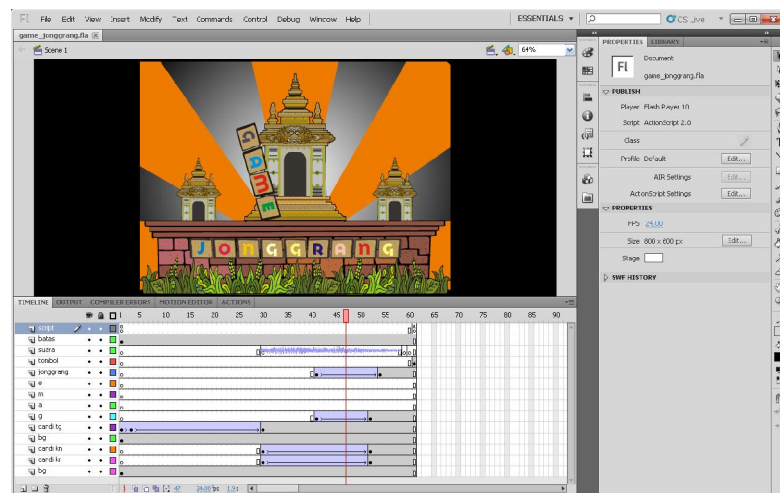 Fl File Edit View Insert Modify Text Commands Control Debug Window Help ESSENTIALS CS Live
game_jonggrang.fla
Scene 1 64%
G
A
M
E
JONGGRANG
PROPERTIES LIBRARY
Document
Fl
game_jonggrang.fla
PUBLISH
Player Flash Player 10
Script ActionScript 2.0
Class
Profile Default Edit...
AIR Settings Edit...
ActionScript Settings Edit...
PROPERTIES
FPS 24.00
Size 800 x 600 px Edit...
Stage
SWF HISTORY
TIMELINE OUTPUT COMPILER ERRORS MOTION EDITOR ACTIONS
1 5 10 15 20 25 30 35 40 45 50 55 60 65 70 75 80 85 90
script
batas
suara
tombol
jonggrang
e
m
a
g
candi tg
bg
candi kn
candi kr
bg
47 24.00 fps 1.9s